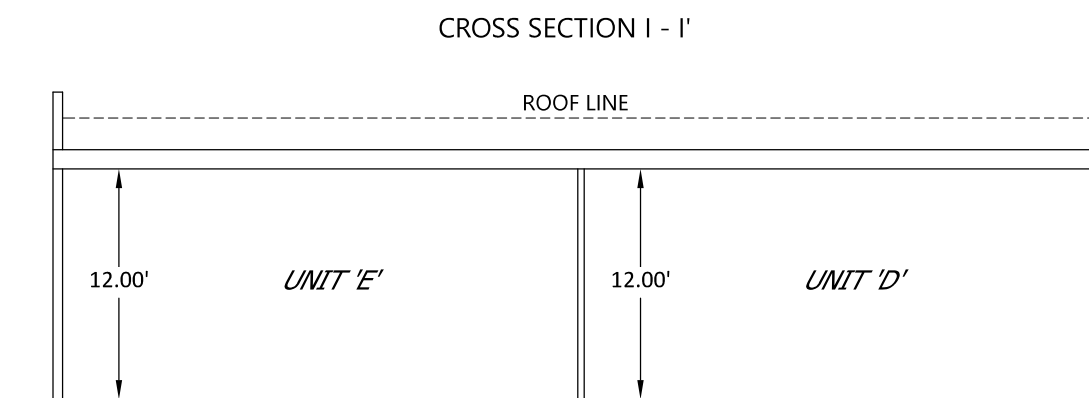 CROSS SECTION I - I'
ROOF LINE
12.00'
UNIT 'E'
12.00'
UNIT 'D'